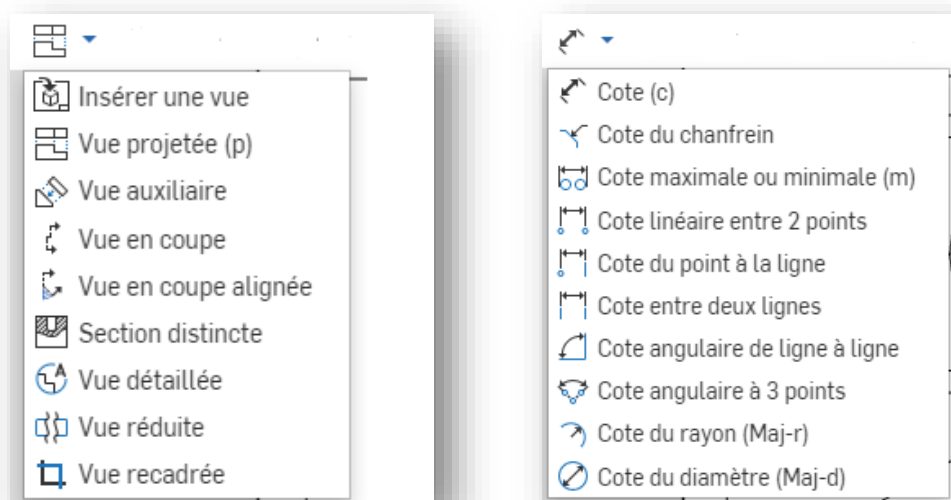 Insérer une vue
Vue projetée (p)
Vue auxiliaire
Vue en coupe
Vue en coupe alignée
Section distincte
Vue détaillée
Vue réduite
Vue recadrée
Cote (c)
Cote du chanfrein
Cote maximale ou minimale (m)
Cote linéaire entre 2 points
Cote du point à la ligne
Cote entre deux lignes
Cote angulaire de ligne à ligne
Cote angulaire à 3 points
Cote du rayon (Maj-r)
Cote du diamètre (Maj-d)